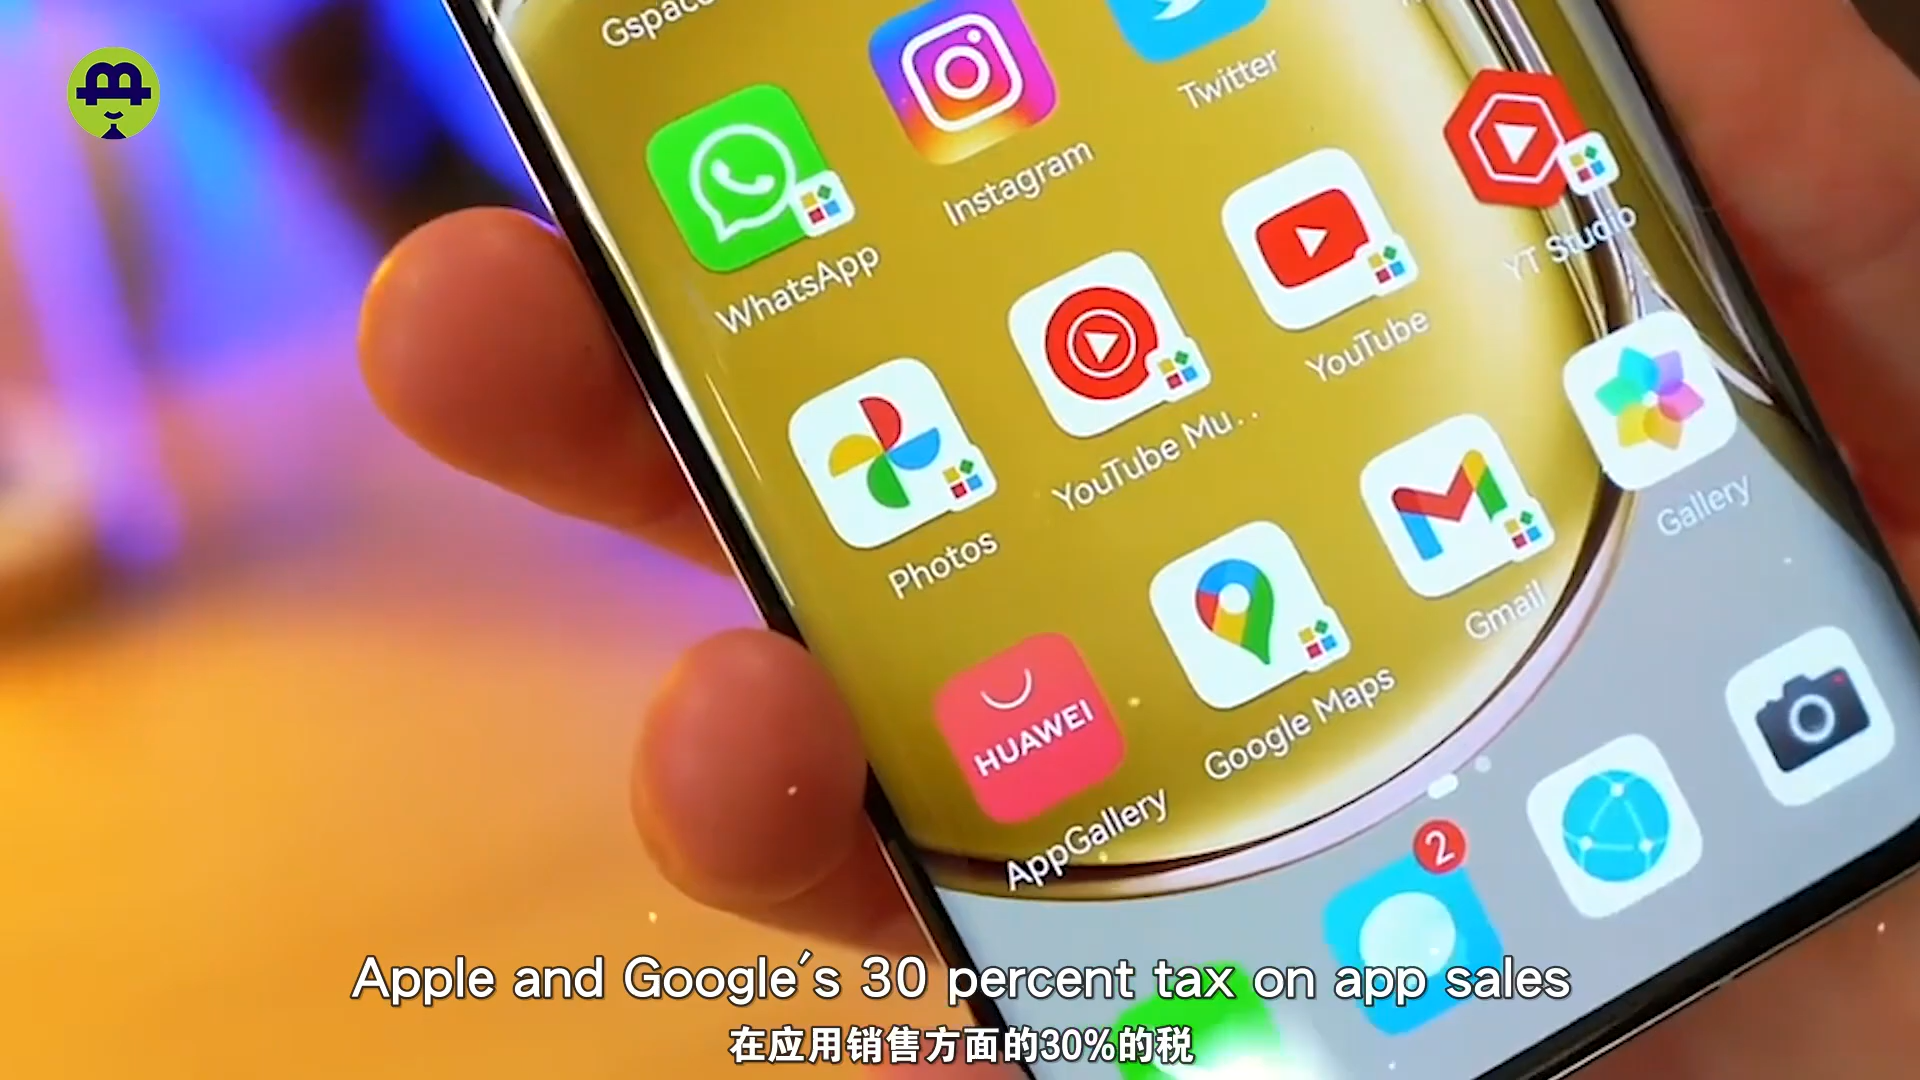 Gspace
Instagram
Twitter
WhatsApp
YouTube Mu...
YouTube
YT Studio
Photos
Google Maps
Gmail
Gallery
HUAWEI
AppGallery
2
Apple and Google's 30 percent tax on app sales
在应用销售方面的30%的税